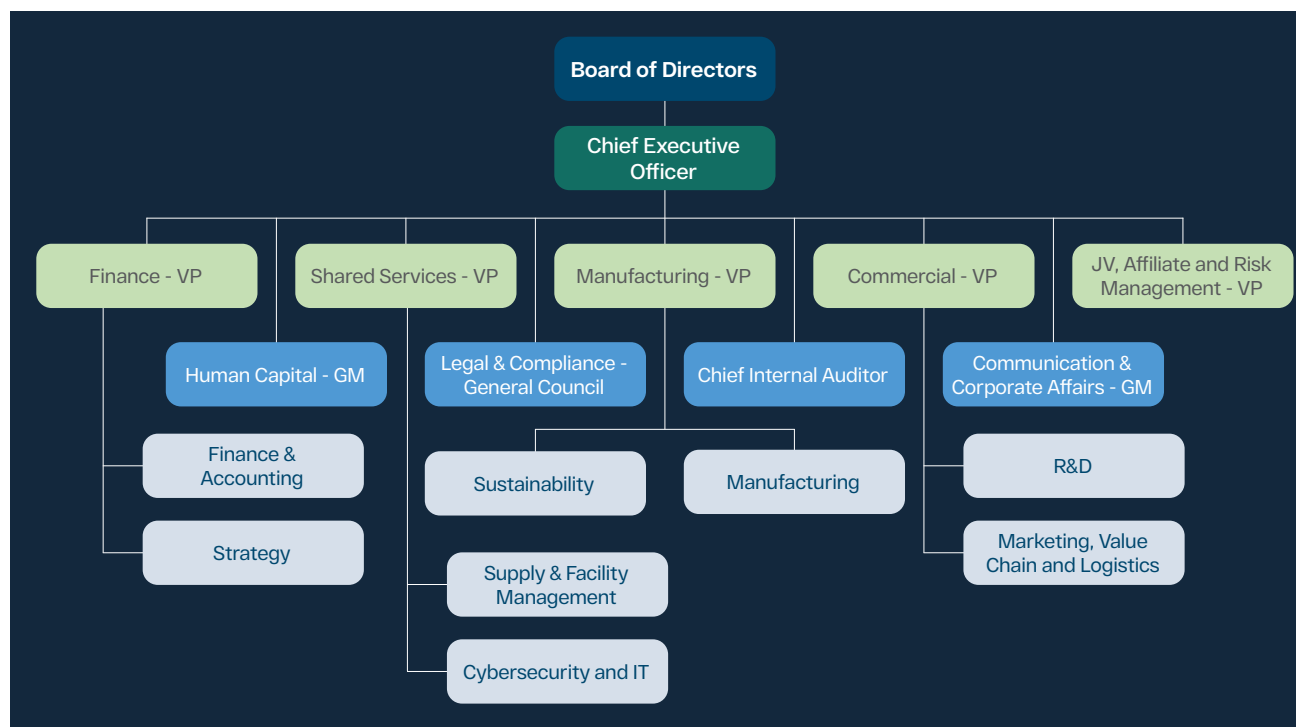 Board of Directors
Chief Executive
Officer
Finance - VP
Shared Services - VP
Manufacturing - VP
Commercial - VP
JV, Affiliate and Risk
Management - VP
Human Capital - GM
Legal & Compliance -
General Council
Chief Internal Auditor
Communication &
Corporate Affairs - GM
Finance &
Accounting
Sustainability
Manufacturing
R&D
Strategy
Supply & Facility
Management
Marketing, Value
Chain and Logistics
Cybersecurity and IT